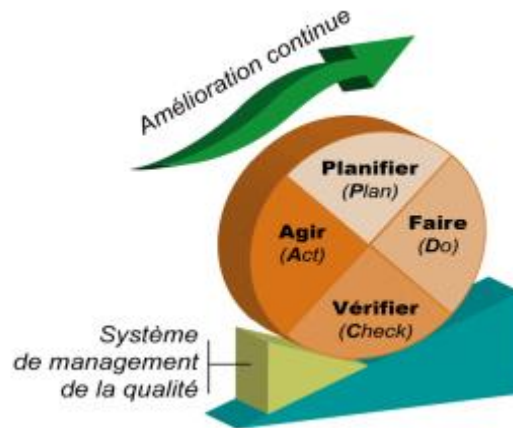 Amélioration continue
Planifier
(Plan)
Faire
(Do)
Agir
(Act)
Vérifier
(Check)
Système
de management
de la qualité